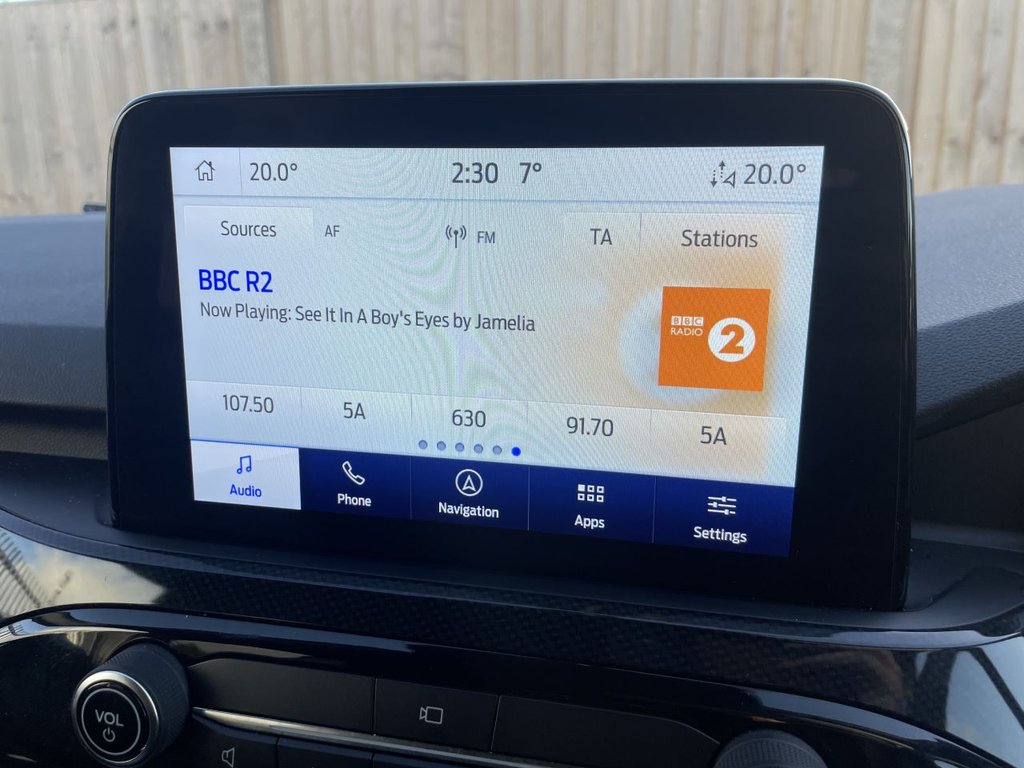 20.0° 2:30 7° 20.0°
Sources AF FM TA Stations
BBC R2
Now Playing: See It In A Boy's Eyes by Jamelia
BBC
RADIO 2
107.50 5A 630 91.70 5A
Audio Phone Navigation Apps Settings
VOL